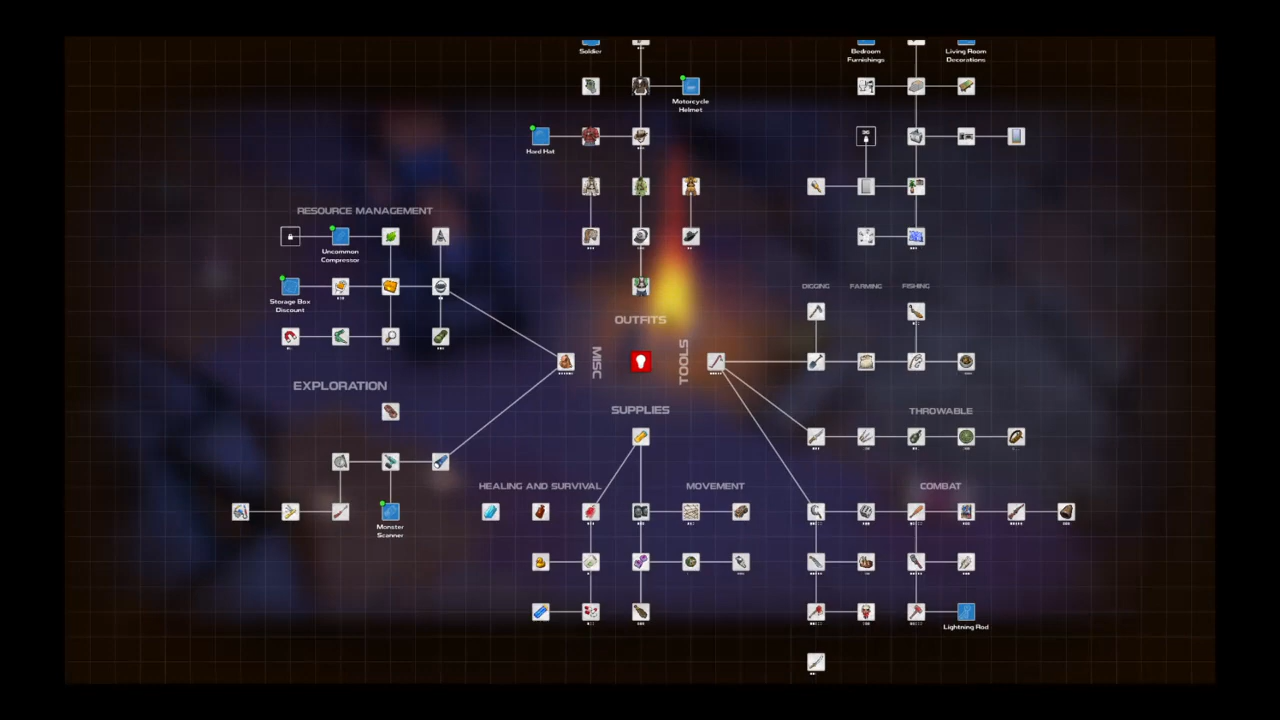 Soldier
Bedroom
Furnishings
Living Room
Decorations
Motorcycle
Helmet
Hard Hat
RESOURCE MANAGEMENT
Uncommon
Compressor
Storage Box
Discount
DIGGING
FARMING
FISHING
OUTFITS
MISC
TOOLS
EXPLORATION
SUPPLIES
THROWABLE
HEALING AND SURVIVAL
MOVEMENT
COMBAT
Monster
Scanner
Lightning Rod